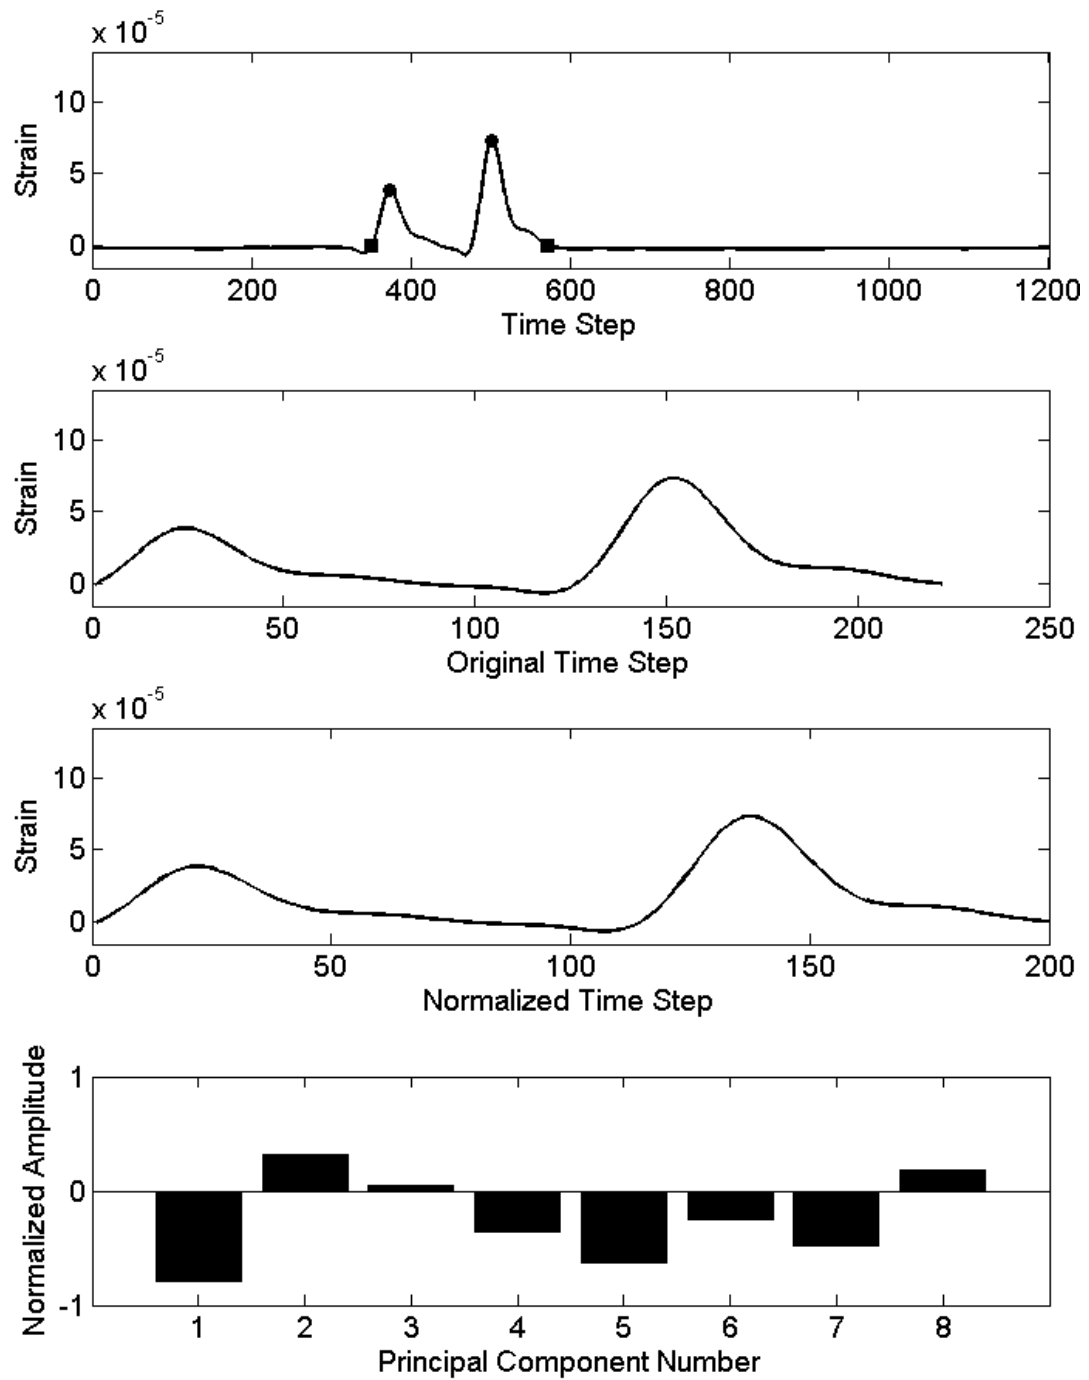 x 10-5
Strain
10
5
0
0 200 400 600 800 1000 1200
Time Step
x 10-5
Strain
10
5
0
0 50 100 150 200 250
Original Time Step
x 10-5
Strain
10
5
0
0 50 100 150 200
Normalized Time Step
Normalized Amplitude
1
0
-1
1 2 3 4 5 6 7 8
Principal Component Number